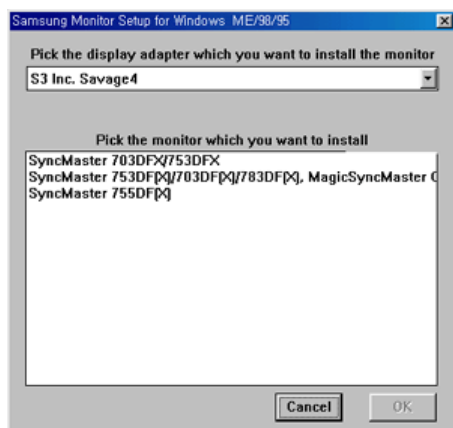 Samsung Monitor Setup for Windows  ME/98/95
Pick the display adapter which you want to install the monitor
S3 Inc. Savage4
Pick the monitor which you want to install
SyncMaster 703DFX/753DFX
SyncMaster 753DF(X)/703DF(X)/783DF(X), MagicSyncMaster C
SyncMaster 755DF(X)
Cancel
OK